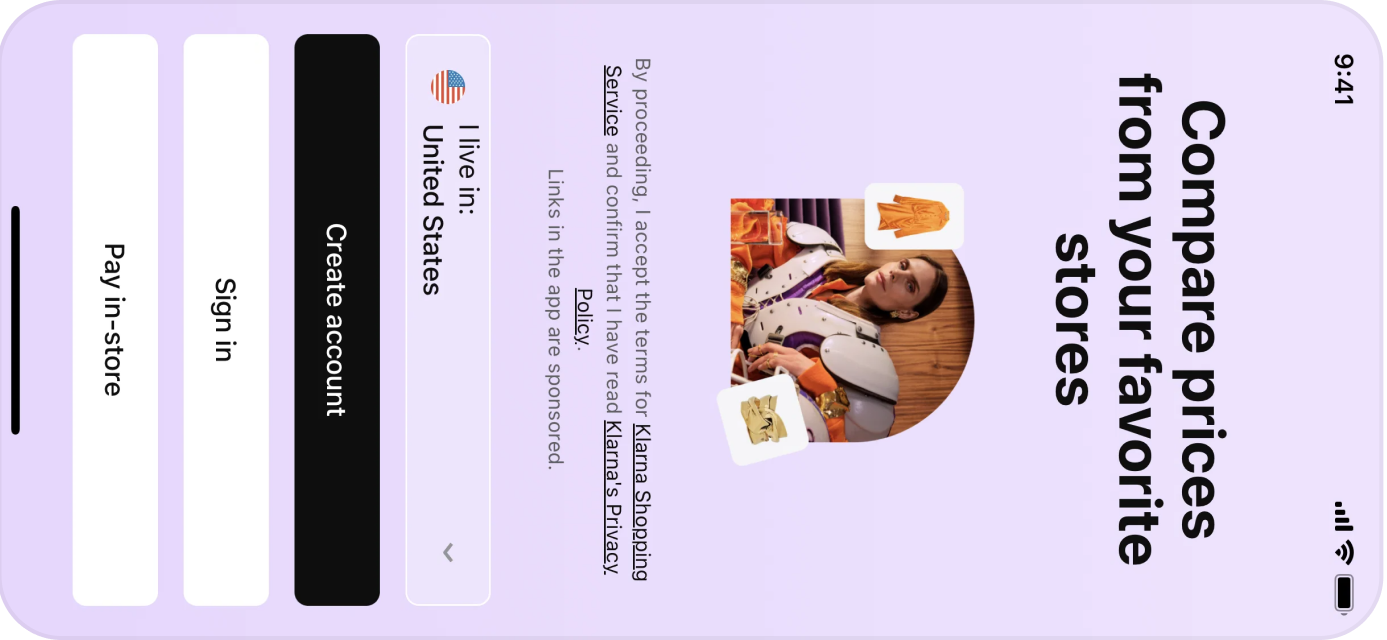 9:41
Compare prices
from your favorite
stores
By proceeding, I accept the terms for Klarna Shopping
Service and confirm that I have read Klarna's Privacy
Policy.
Links in the app are sponsored.
I live in:
United States
Create account
Sign in
Pay in-store